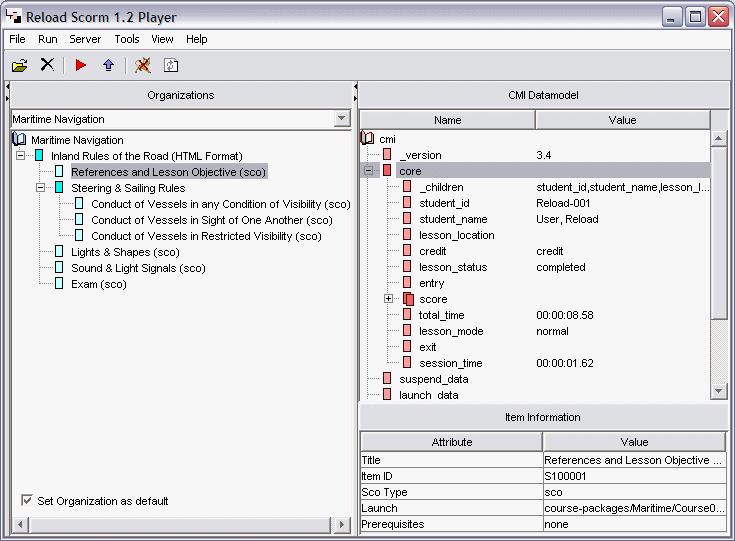 Reload Scorm 1.2 Player
File Run Server Tools View Help
Organizations
Maritime Navigation
Maritime Navigation
Inland Rules of the Road (HTML Format)
References and Lesson Objective (sco)
Steering & Sailing Rules
Conduct of Vessels in any Condition of Visibility (sco)
Conduct of Vessels in Sight of One Another (sco)
Conduct of Vessels in Restricted Visibility (sco)
Lights & Shapes (sco)
Sound & Light Signals (sco)
Exam (sco)
Set Organization as default
CMI Datamodel
Name Value
cmi
_version 3.4
core
_children student_id,student_name,lesson_l...
student_id Reload-001
student_name User, Reload
lesson_location
credit credit
lesson_status completed
entry
score
total_time 00:00:08.58
lesson_mode normal
exit
session_time 00:00:01.62
suspend_data
launch_data
Item Information
Attribute Value
Title References and Lesson Objective ...
Item ID S100001
Sco Type sco
Launch course-packages/Maritime/Course0...
Prerequisites none